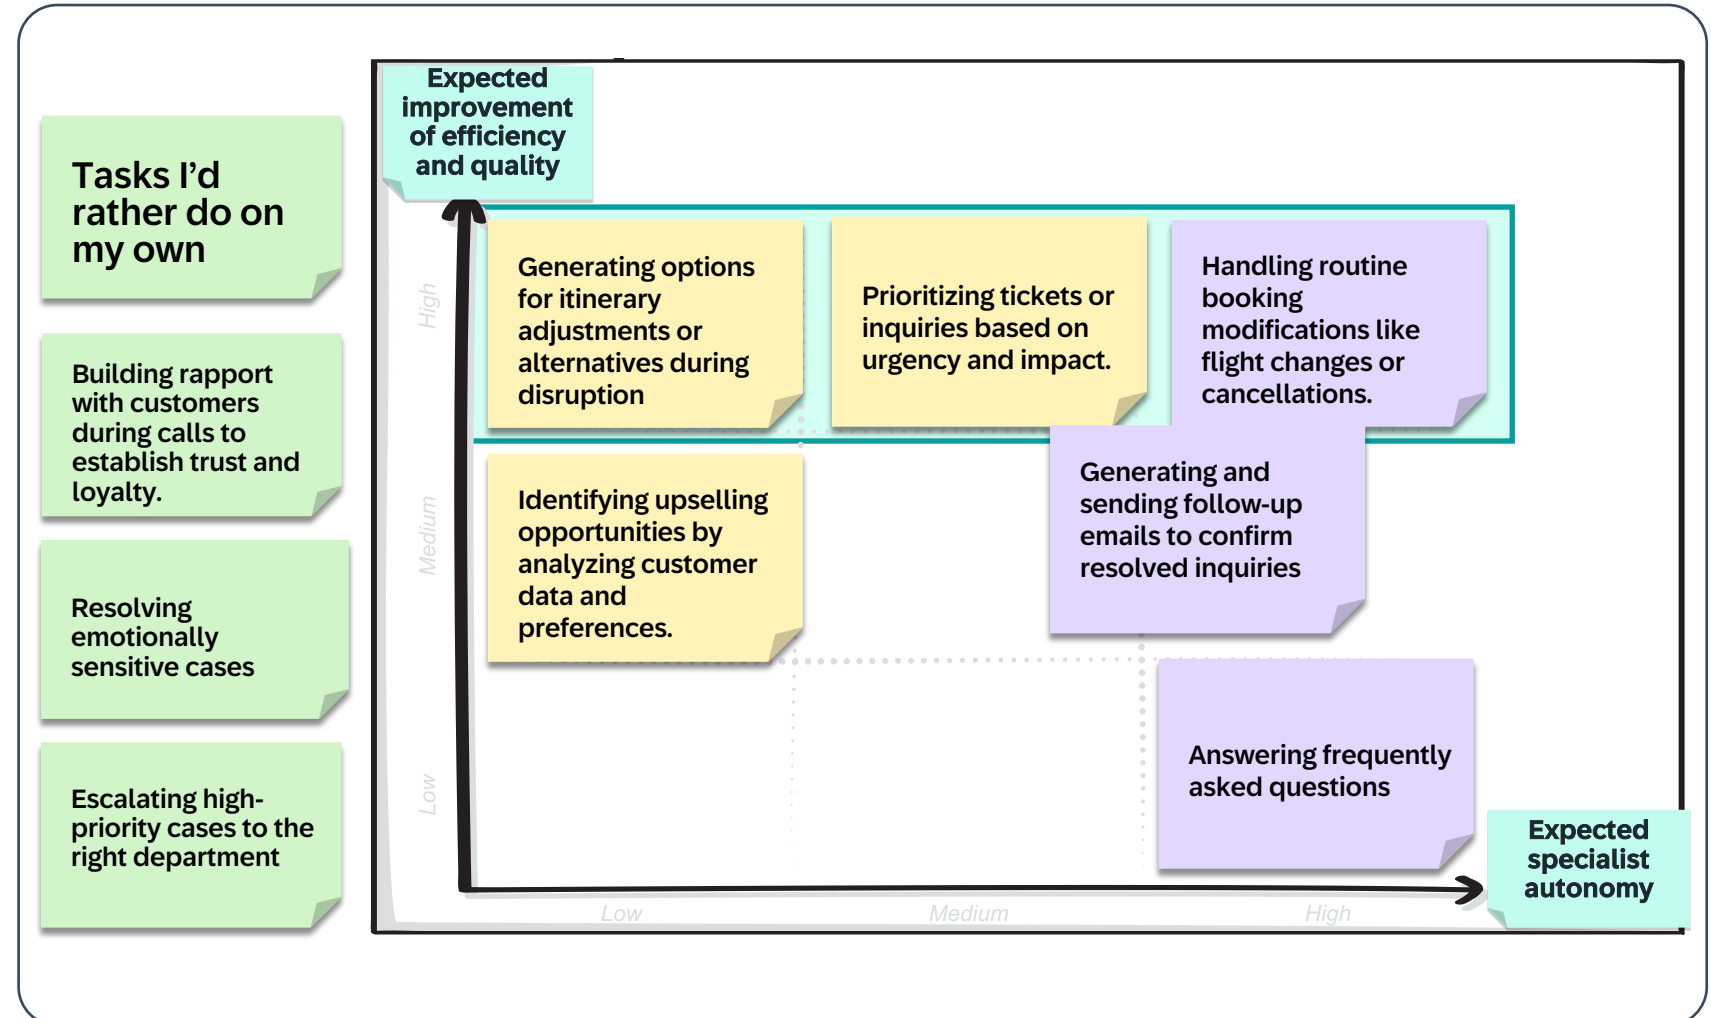 Tasks I’d
rather do on
my own
Building rapport
with customers
during calls to
establish trust and
loyalty.
Resolving
emotionally
sensitive cases
Escalating high-
priority cases to the
right department
Expected
improvement
of efficiency
and quality
High
Medium
Low
Generating options
for itinerary
adjustments or
alternatives during
disruption
Prioritizing tickets or
inquiries based on
urgency and impact.
Handling routine
booking
modifications like
flight changes or
cancellations.
Identifying upselling
opportunities by
analyzing customer
data and
preferences.
Generating and
sending follow-up
emails to confirm
resolved inquiries
Answering frequently
asked questions
Low
Medium
High
Expected
specialist
autonomy